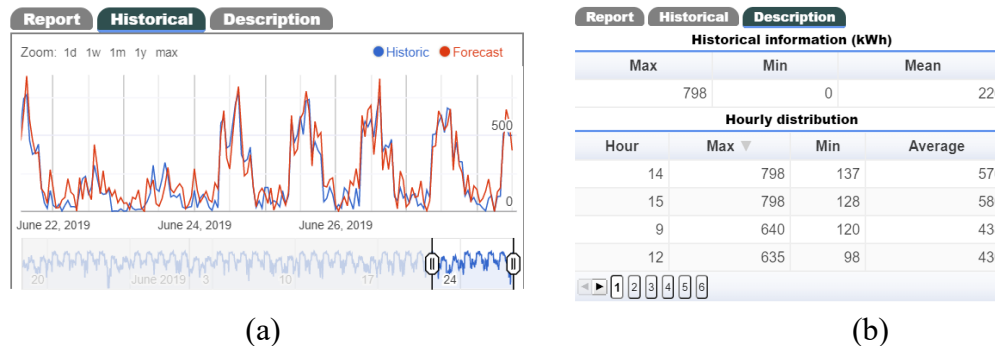 Report Historical Description
Zoom: 1d 1w 1m 1y max
Historic Forecast
500
0
June 22, 2019 June 24, 2019 June 26, 2019
20 June 2019 3 10 17 24
(a)
Report Historical Description
Historical information (kWh)
Max Min Mean
798 0
Hourly distribution
Hour Max Min Average
14 798 137
15 798 128
9 640 120
12 635 98
1 2 3 4 5 6
(b)